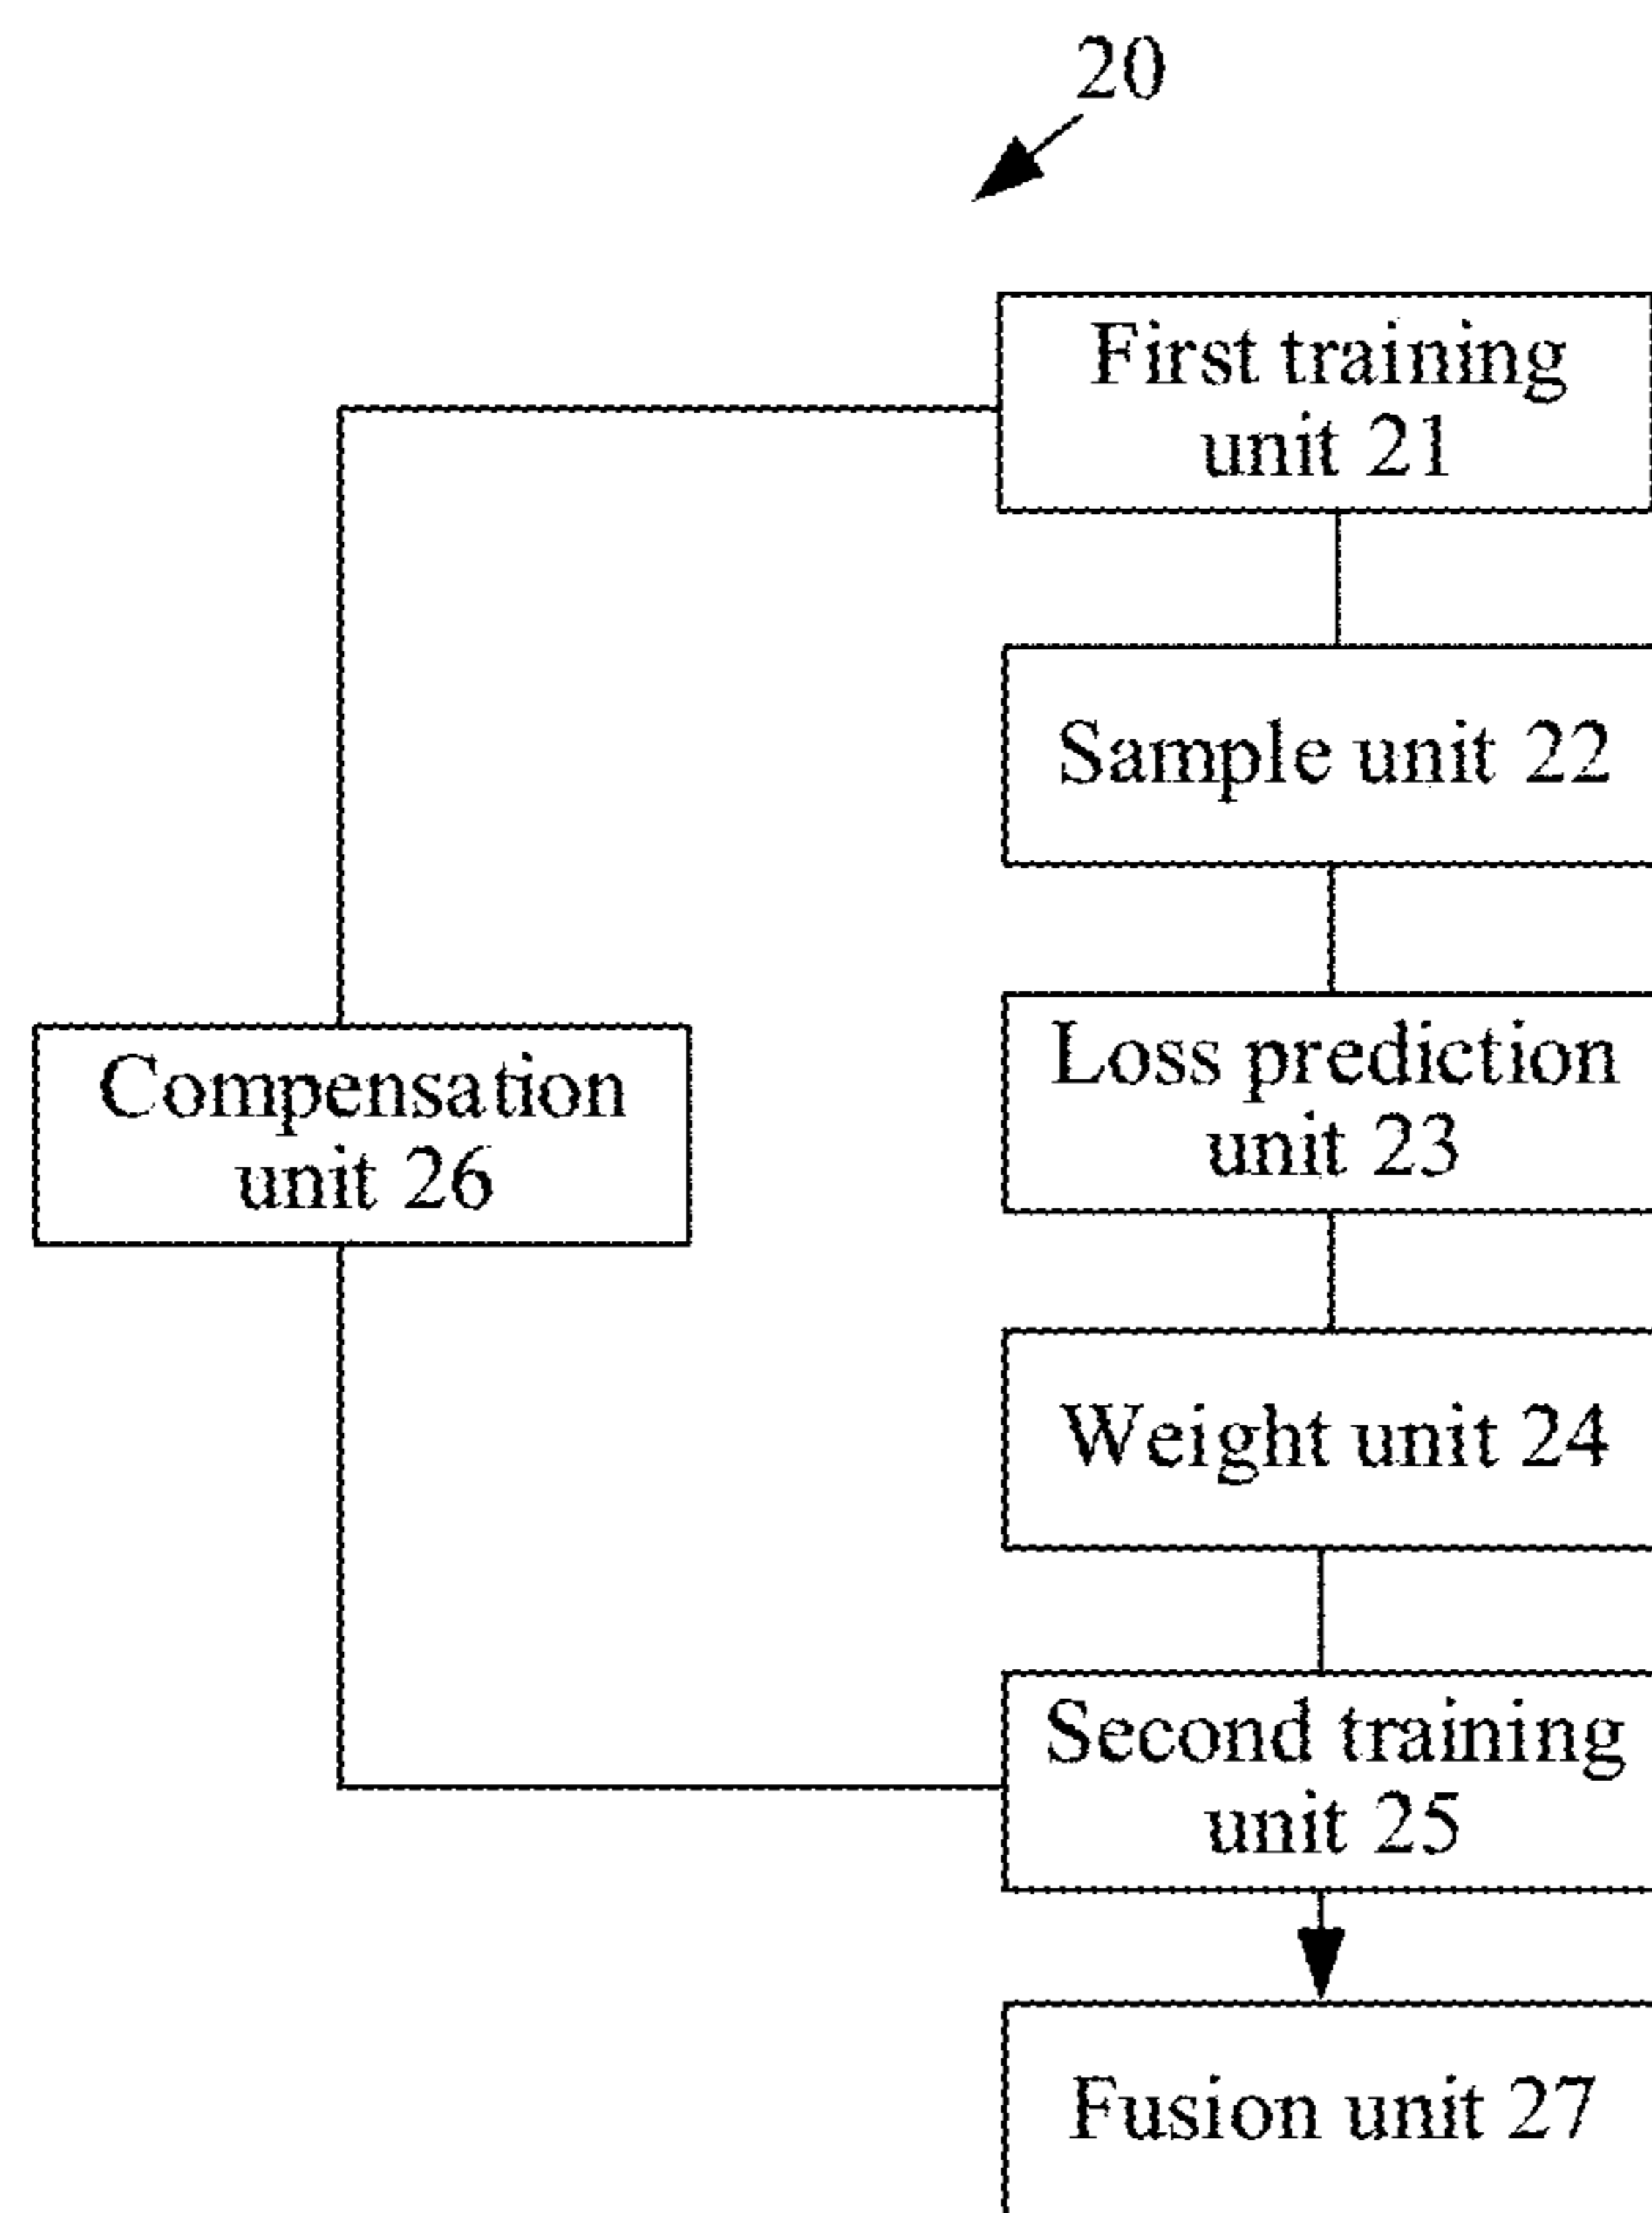 20
First training
unit 21
Sample unit 22
Loss prediction
unit 23
Compensation
unit 26
Weight unit 24
Second training
unit 25
Fusion unit 27